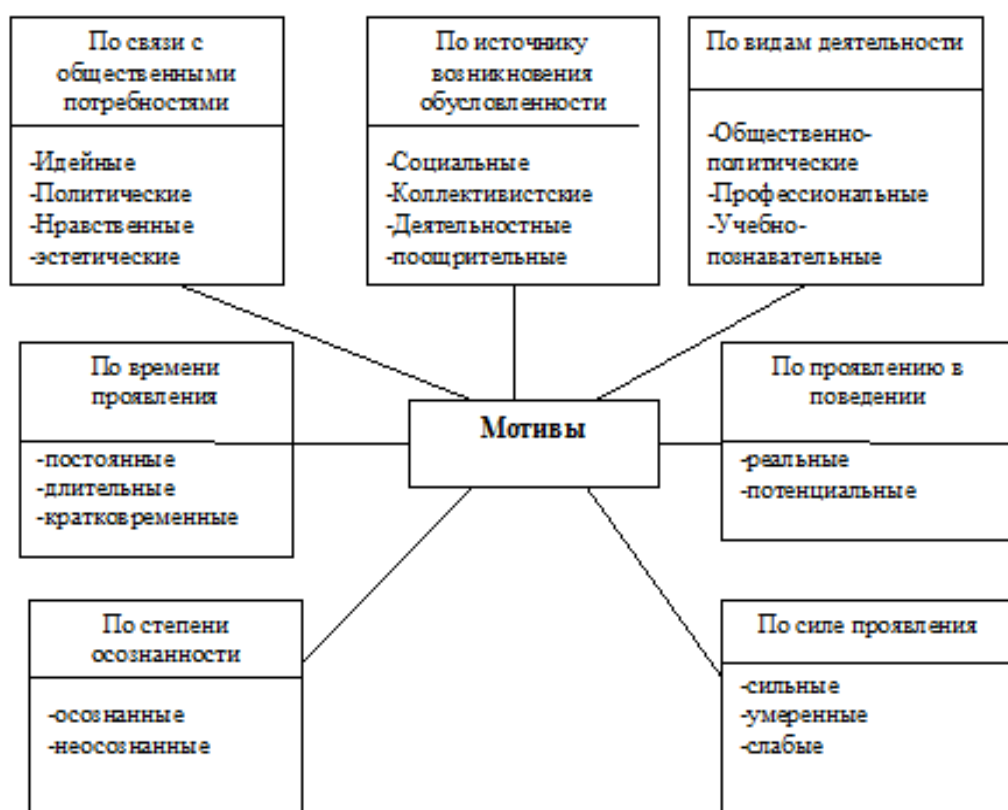 По связи с
общественными
потребностями
-Идейные
-Политические
-Нравственные
-эстетические
По источнику
возникновения
обусловленности
-Социальные
-Коллективистские
-Деятельностные
-поощрительные
По видам деятельности
-Общественно-
политические
-Профессиональные
-Учебно-
познавательные
По времени
проявления
-постоянные
-длительные
-кратковременные
Мотивы
По проявлению в
поведении
-реальные
-потенциальные
По степени
осознанности
-осознанные
-неосознанные
По силе проявления
-сильные
-умеренные
-слабые